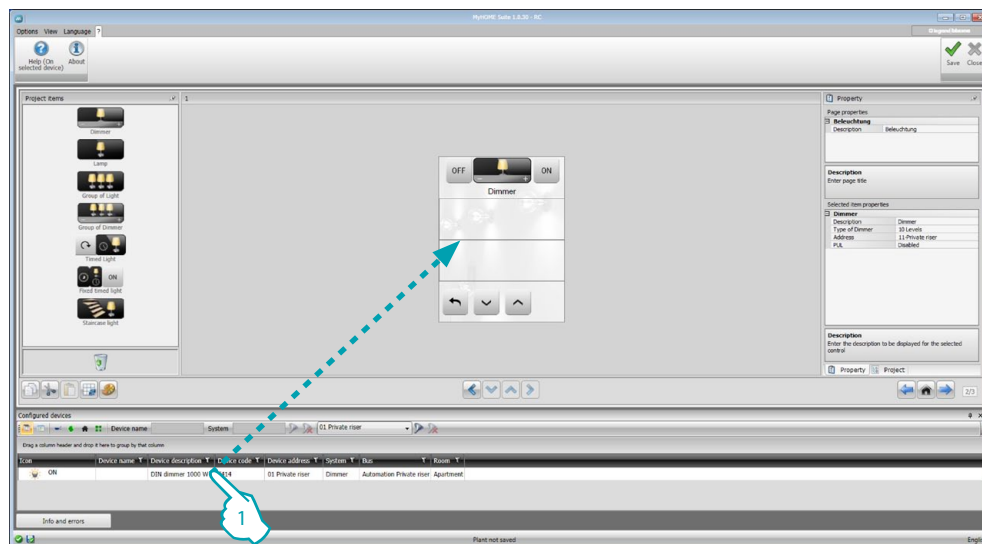 MyHOME Suite 1.0.30 - RC
Options View Language ?
Help (On selected device)
About
Save Close
Project items
1
Dimmer
Lamp
Group of Light
Group of Dimmer
Timed Light
ON
Fixed timed light
Staircase light
OFF
ON
Dimmer
Property
Page properties
Beleuchtung
Description Beleuchtung
Description
Enter page title
Selected item properties
Dimmer
Description Dimmer
Type of Dimmer 10 Levels
Address 11-Private riser
PUL Disabled
Description
Enter the description to be displayed for the selected
control
Property Project
2/3
Configured devices
Device name System 01 Private riser
Drag a column header and drop it here to group by that column
Icon Device name Device description Device code Device address System Bus Room
ON DIN dimmer 1000 W 01 Private riser Dimmer Automation Private riser Apartment
1
Info and errors
Plant not saved